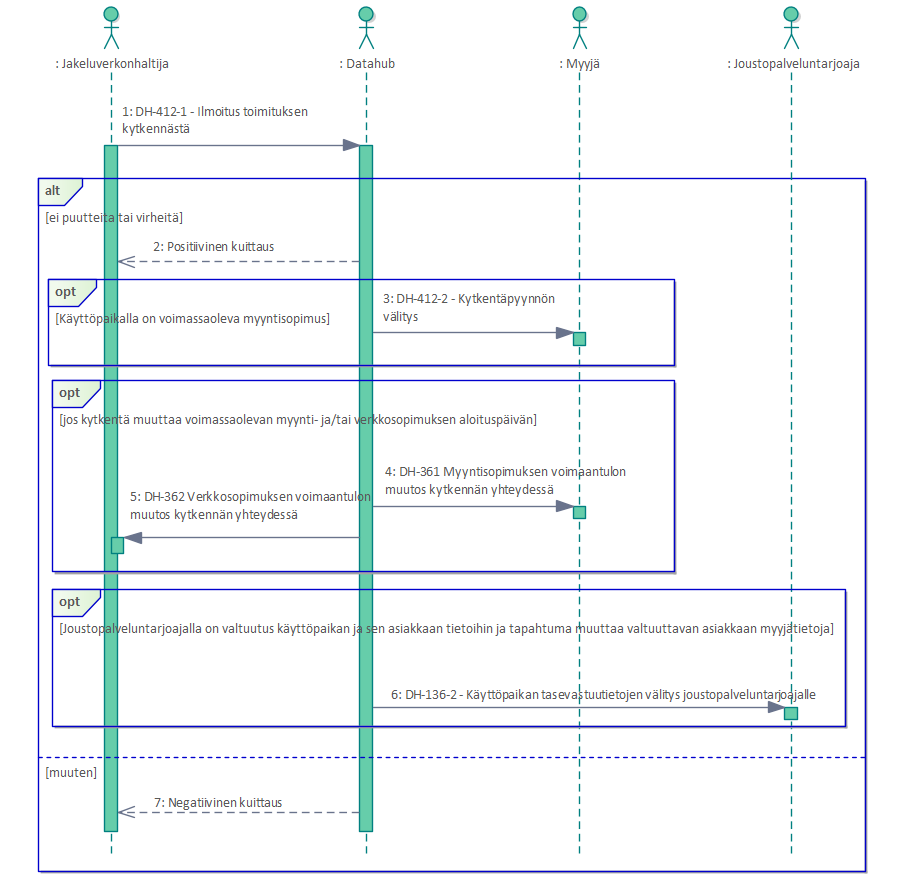 : Jakeluverkonhaltija
: Datahub
: Myyjä
: Joustopalveluntarjoaja
1: DH-412-1 - Ilmoitus toimituksen
kytkennästä
alt
[ei puutteita tai virheitä]
2: Positiivinen kuittaus
opt
[Käyttöpaikalla on voimassaoleva myyntisopimus]
3: DH-412-2 - Kytkentäpyynnön
välitys
opt
[jos kytkentä muuttaa voimassaolevan myynti- ja/tai verkkosopimuksen aloituspäivän]
4: DH-361 Myyntisopimuksen voimaantulon
muutos kytkennän yhteydessä
5: DH-362 Verkkosopimuksen voimaantulon
muutos kytkennän yhteydessä
opt
[Joustopalveluntarjoajalla on valtuutus käyttöpaikan ja sen asiakkaan tietoihin ja tapahtuma muuttaa valtuuttavan asiakkaan myyjätietoja]
6: DH-136-2 - Käyttöpaikan tasevastuutietojen välitys joustopalveluntarjoajalle
[muuten]
7: Negatiivinen kuittaus